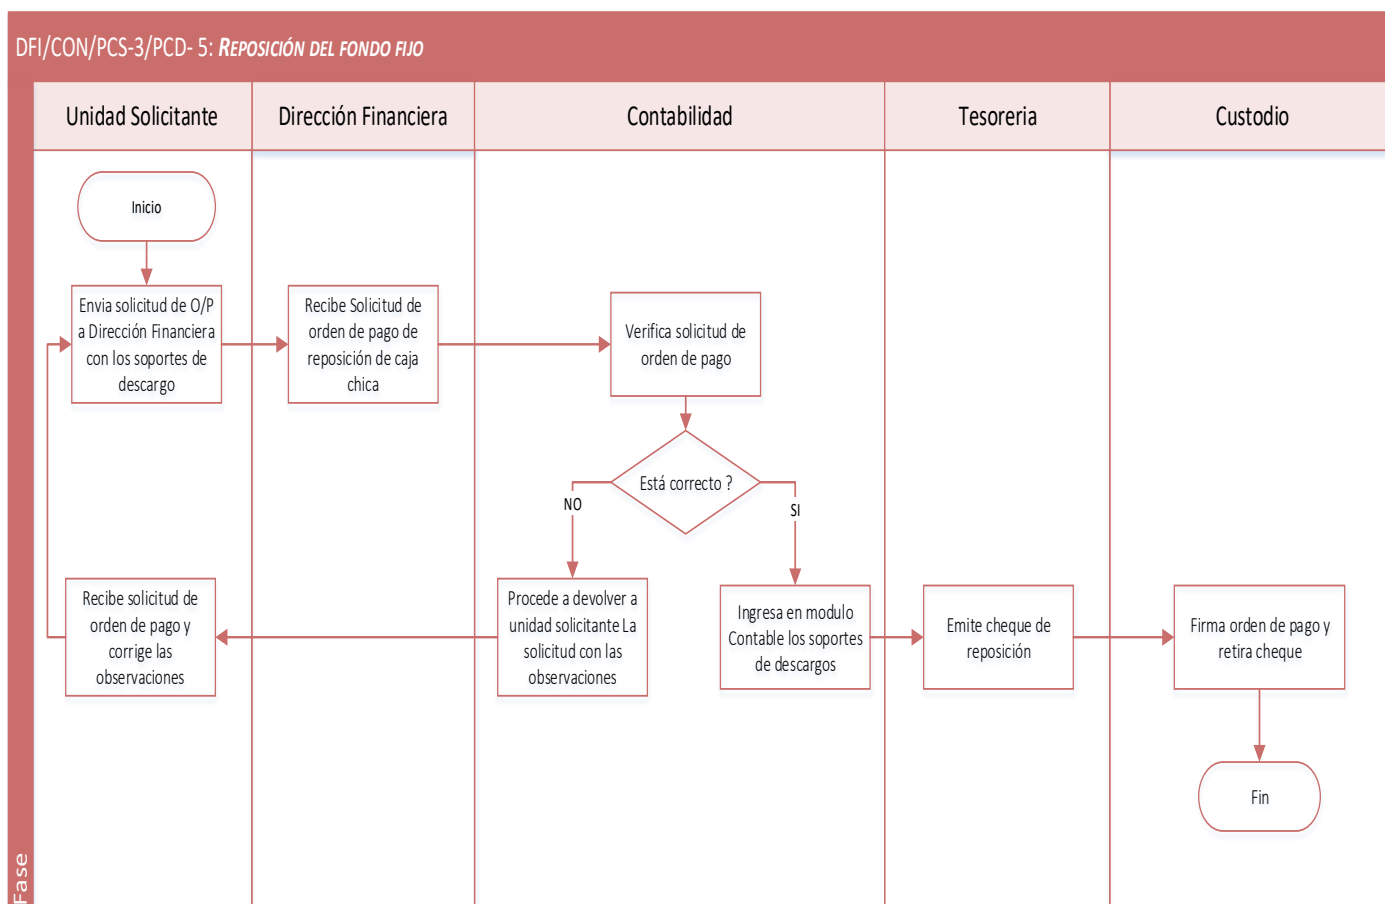 DFI/CON/PCS-3/PCD- 5: REPOSICIÓN DEL FONDO FIJO
Unidad Solicitante
Dirección Financiera
Contabilidad
Tesoreria
Custodio
Inicio
Envia solicitud de O/P
a Dirección Financiera
con los soportes de
descargo
Recibe Solicitud de
orden de pago de
reposición de caja
chica
Verifica solicitud de
orden de pago
Está correcto ?
NO
SI
Recibe solicitud de
orden de pago y
corrige las
observaciones
Procede a devolver a
unidad solicitante La
solicitud con las
observaciones
Ingresa en modulo
Contable los soportes
de descargos
Emite cheque de
reposición
Firma orden de pago y
retira cheque
Fin
Fase